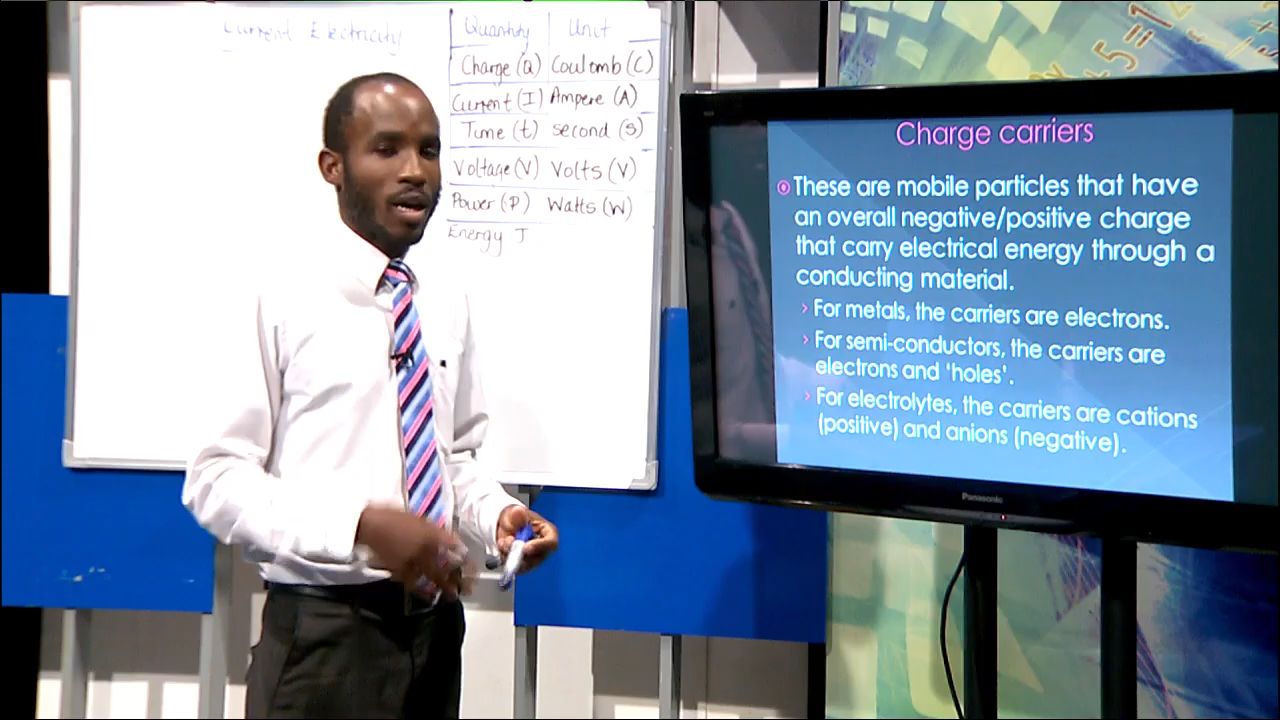 Current Electricity
Quantity Unit
Charge (Q) Coulomb (C)
Current (I) Ampere (A)
Time (t) second (s)
Voltage (V) Volts (V)
Power (P) Watts (W)
Energy J
5=1
Charge carriers
These are mobile particles that have
an overall negative/positive charge
that carry electrical energy through a
conducting material.
For metals, the carriers are electrons.
For semi-conductors, the carriers are
electrons and 'holes'.
For electrolytes, the carriers are cations
(positive) and anions (negative).
Panasonic